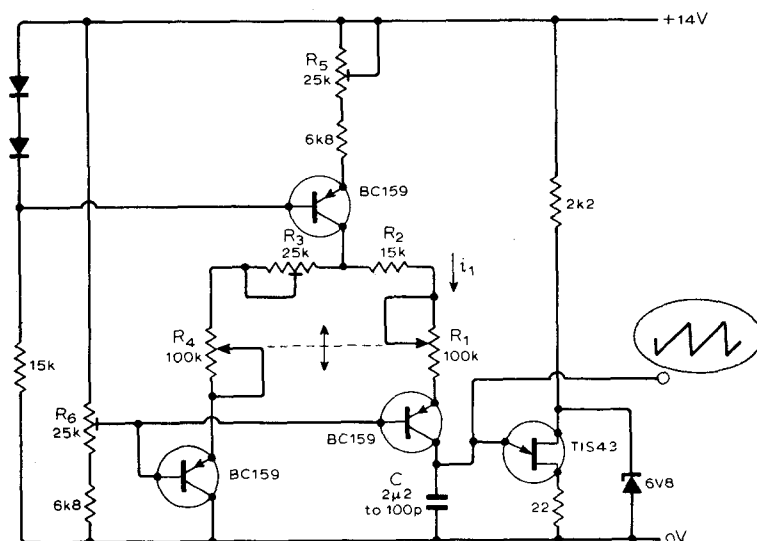 +14V
R5
25k
6k8
BC159
2k2
R3
25k
R2
15k
i1
R4
100k
R1
100k
15k
R6
25k
BC159
TIS43
BC159
C
2μ2
to 100p
6V8
6k8
22
0V